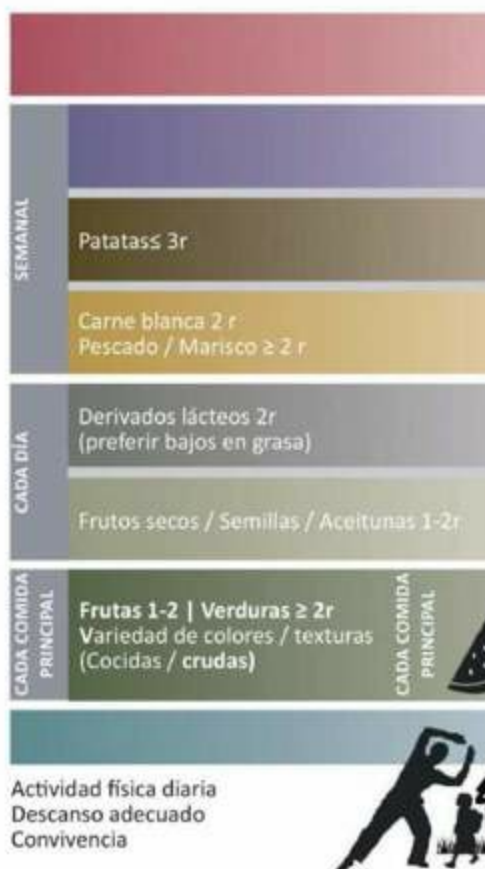 SEMANAL
Patatas≤ 3r
Carne blanca 2 r
Pescado / Marisco ≥ 2 r
CADA DÍA
Derivados lácteos 2r
(preferir bajos en grasa)
Frutos secos / Semillas / Aceitunas 1-2r
CADA COMIDA
PRINCIPAL
Frutas 1-2 | Verduras ≥ 2r
Variedad de colores / texturas
(Cocidas / crudas)
CADA COMIDA
PRINCIPAL
Actividad física diaria
Descanso adecuado
Convivencia